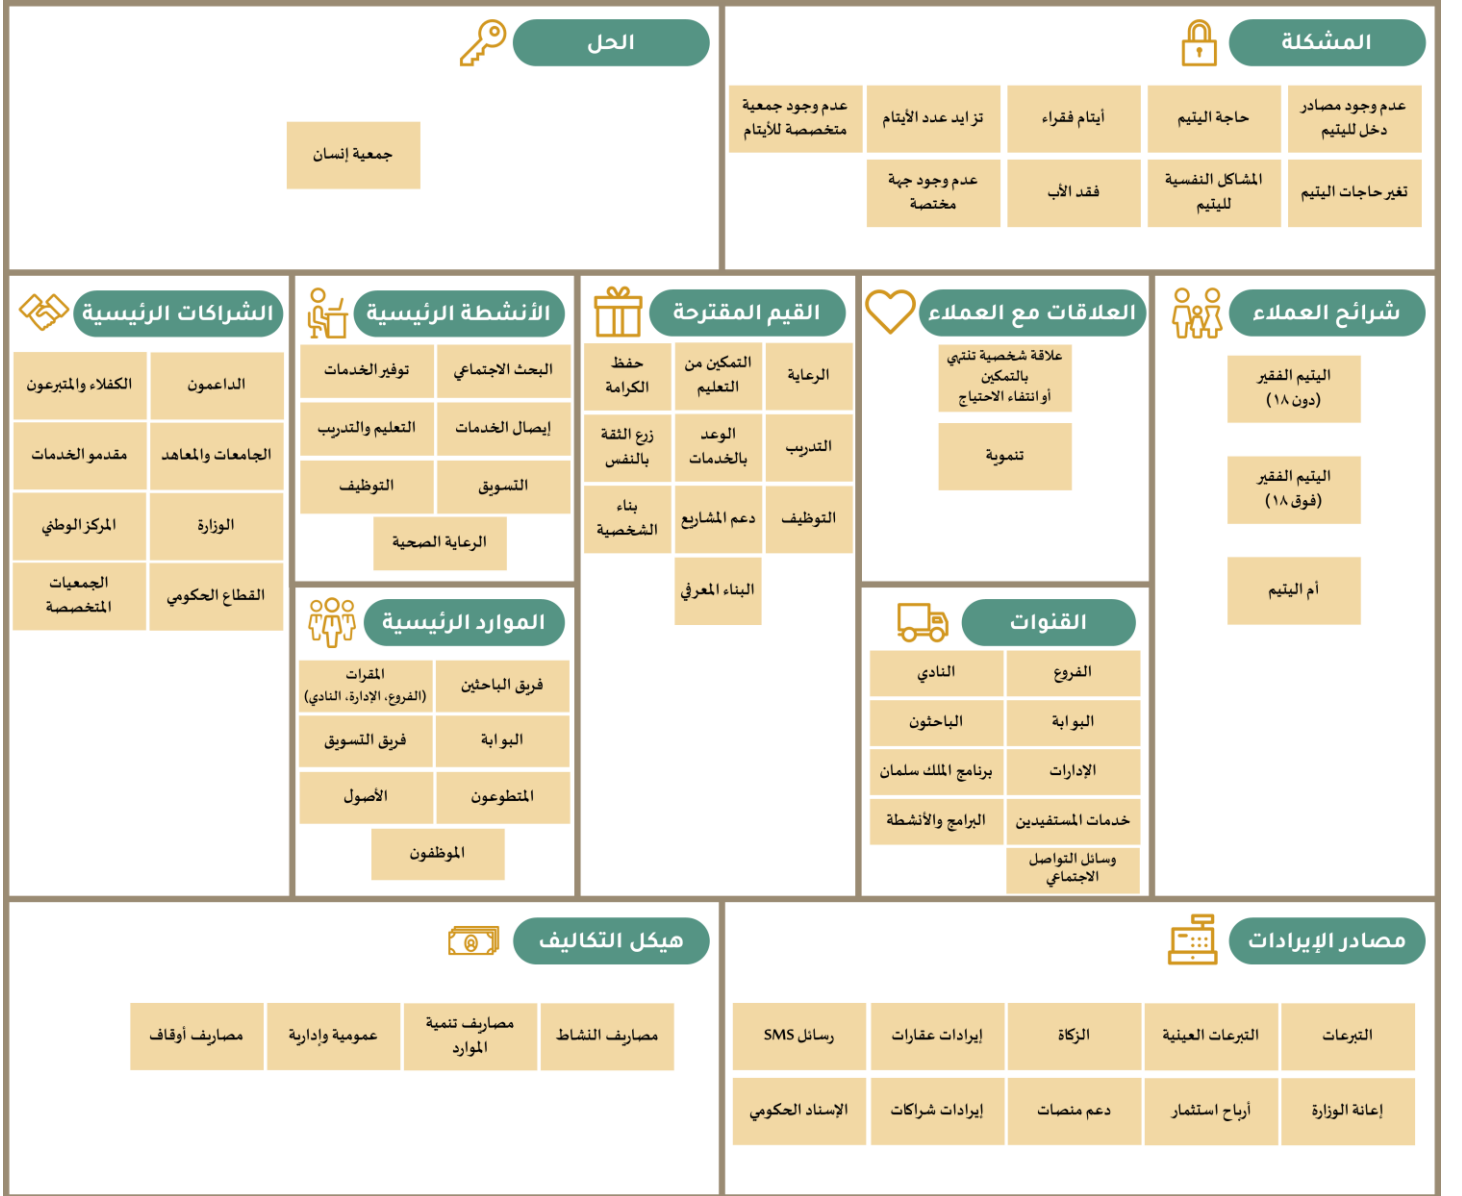 المشكلة
عدم وجود مصادر
دخل لليتيم
حاجة اليتيم
أيتام فقراء
تزايد عدد الأيتام
عدم وجود جمعية
متخصصة للأيتام
تغير حاجات اليتيم
المشاكل النفسية
لليتيم
فقد الأب
عدم وجود جهة
مختصة
الحل
جمعية إنسان
شرائح العملاء
اليتيم الفقير
(دون ١٨)
اليتيم الفقير
(فوق ١٨)
أم اليتيم
العلاقات مع العملاء
علاقة شخصية تنتهي
بالتمكين
أو انتفاء الاحتياج
تنموية
القنوات
الفروع
النادي
البوابة
الباحثون
الإدارات
برنامج الملك سلمان
خدمات المستفيدين
البرامج والأنشطة
وسائل التواصل
الاجتماعي
القيم المقترحة
الرعاية
التمكين من
التعليم
حفظ
الكرامة
التدريب
الوعد
بالخدمات
زرع الثقة
بالنفس
التوظيف
دعم المشاريع
بناء
الشخصية
البناء المعرفي
الأنشطة الرئيسية
البحث الاجتماعي
توفير الخدمات
إيصال الخدمات
التعليم والتدريب
التسويق
التوظيف
الرعاية الصحية
الموارد الرئيسية
فريق الباحثين
المقرات
(الفروع، الإدارة، النادي)
البوابة
فريق التسويق
المتطوعون
الأصول
الموظفون
الشراكات الرئيسية
الداعمون
الكفلاء والمتبرعون
الجامعات والمعاهد
مقدمو الخدمات
الوزارة
المركز الوطني
القطاع الحكومي
الجمعيات
المتخصصة
مصادر الإيرادات
التبرعات
التبرعات العينية
الزكاة
إيرادات عقارات
رسائل SMS
إعانة الوزارة
أرباح استثمار
دعم منصات
إيرادات شراكات
الإسناد الحكومي
هيكل التكاليف
مصاريف النشاط
مصاريف تنمية
الموارد
عمومية وإدارية
مصاريف أوقاف